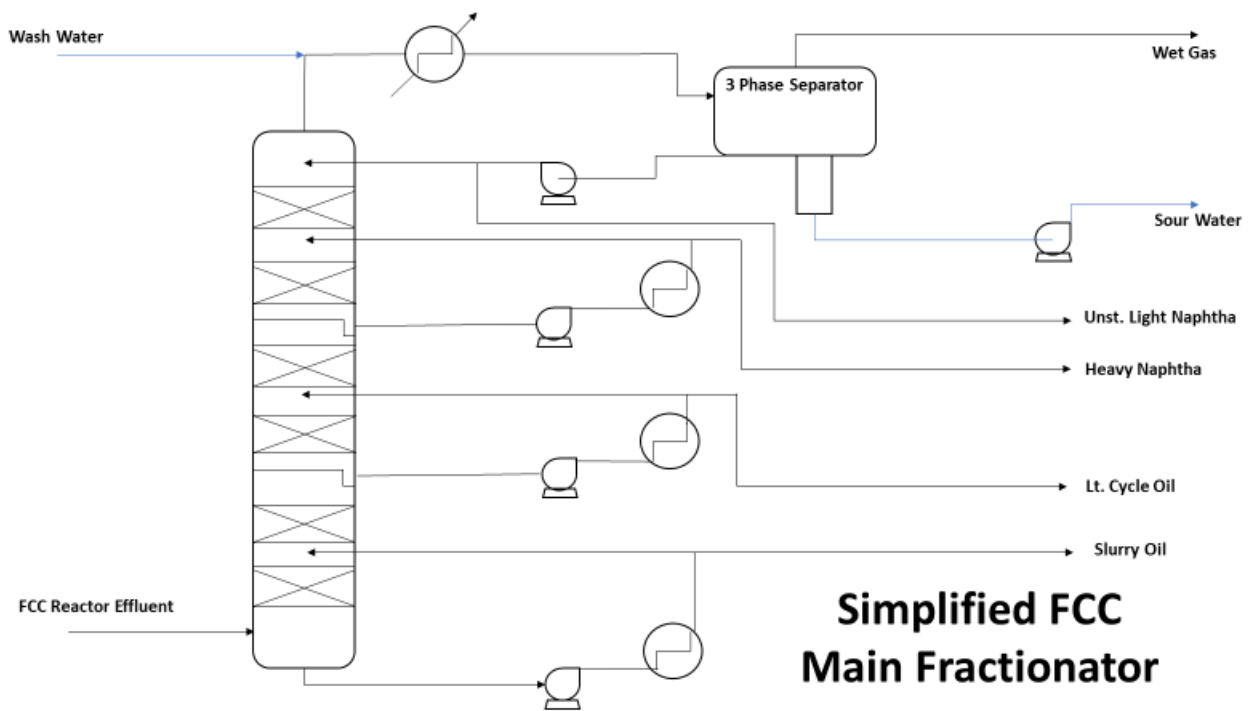 Wash Water
Wet Gas
3 Phase Separator
Sour Water
Unst. Light Naphtha
Heavy Naphtha
Lt. Cycle Oil
Slurry Oil
FCC Reactor Effluent
Simplified FCC
Main Fractionator